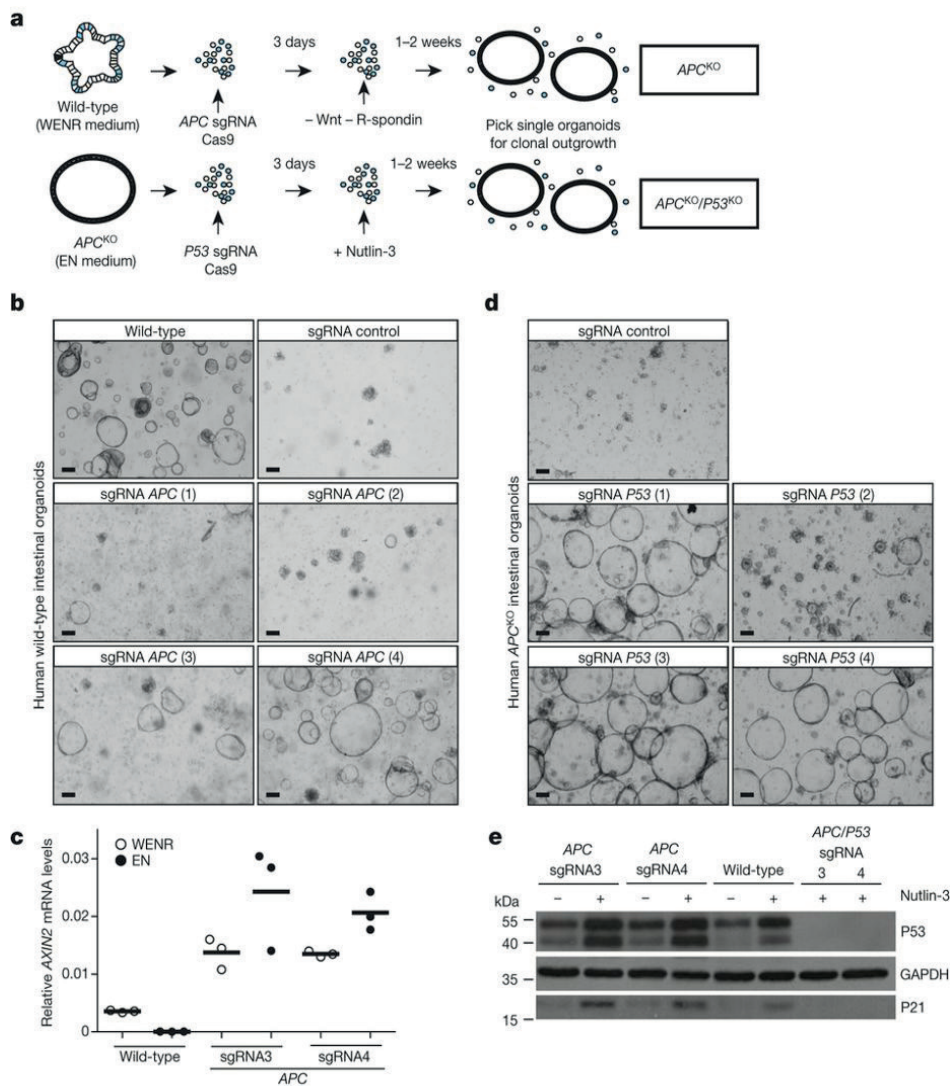 a
3 days
1–2 weeks
Wild-type
(WENR medium)
APC sgRNA
Cas9
– Wnt – R-spondin
Pick single organoids
for clonal outgrowth
APCKO
3 days
1–2 weeks
APCKO
(EN medium)
P53 sgRNA
Cas9
+ Nutlin-3
APCKO/P53KO
b
Human wild-type intestinal organoids
Wild-type
sgRNA control
sgRNA APC (1)
sgRNA APC (2)
sgRNA APC (3)
sgRNA APC (4)
d
Human APCKO intestinal organoids
sgRNA control
sgRNA P53 (1)
sgRNA P53 (2)
sgRNA P53 (3)
sgRNA P53 (4)
c
WENR
EN
Relative AXIN2 mRNA levels
0.03
0.02
0.01
0
Wild-type
sgRNA3
sgRNA4
APC
e
APC
sgRNA3
APC
sgRNA4
Wild-type
APC/P53
sgRNA
3 4
kDa
– + – + – + + +
Nutlin-3
55
40
P53
35
GAPDH
15
P21